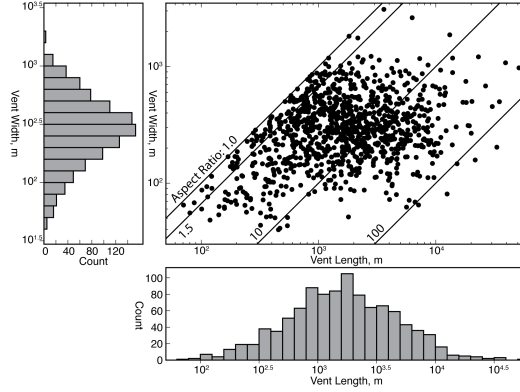 10^3.5
10^3
10^2.5
10^2
10^1.5
Vent Width, m
0 40 80 120
Count
10^3
10^2
Vent Width, m
Aspect Ratio: 1.0
1.5
10
100
10^2 10^3 10^4
Vent Length, m
100
80
60
40
20
0
Count
10^2 10^2.5 10^3 10^3.5 10^4 10^4.5
Vent Length, m